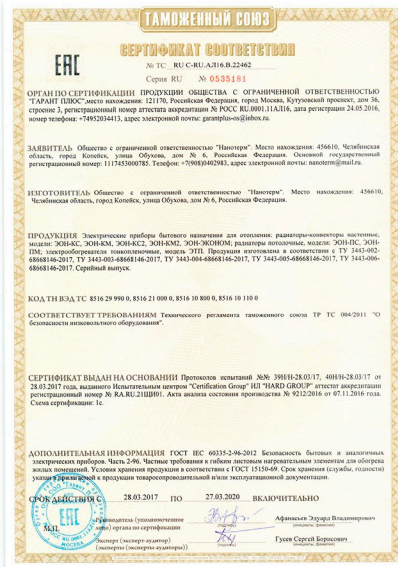 ТАМОЖЕННЫЙ СОЮЗ
СЕРТИФИКАТ СООТВЕТСТВИЯ
ЕАС
№ ТС RU C-RU.АЛ16.В.22462
Серия RU № 0535181
ОРГАН ПО СЕРТИФИКАЦИИ ПРОДУКЦИИ ОБЩЕСТВА С ОГРАНИЧЕННОЙ ОТВЕТСТВЕННОСТЬЮ
"ГАРАНТ ПЛЮС",место нахождения: 121170, Российская Федерация, город Москва, Кутузовский проспект, дом 36,
строение 3, регистрационный номер аттестата аккредитации № РОСС RU.0001.11АЛ16, дата регистрации 24.05.2016,
номер телефона: +74952034413, адрес электронной почты: garantplus-os@inbox.ru.
ЗАЯВИТЕЛЬ Общество с ограниченной ответственностью "Нанотерм". Место нахождения: 456610, Челябинская
область, город Копейск, улица Обухова, дом № 6, Российская Федерация. Основной государственный
регистрационный номер: 1117453000785. Телефон: +7(908)0402983, адрес электронной почты: nanoterm@mail.ru.
ИЗГОТОВИТЕЛЬ Общество с ограниченной ответственностью "Нанотерм". Место нахождения: 456610,
Челябинская область, город Копейск, улица Обухова, дом № 6, Российская Федерация.
ПРОДУКЦИЯ Электрические приборы бытового назначения для отопления: радиаторы-конвекторы настенные,
модели: ЭОН-КС, ЭОН-КМ, ЭОН-КС2, ЭОН-КМ2, ЭОН-ЭКОНОМ; радиаторы потолочные, модели: ЭОН-ПС, ЭОН-
ПМ; электрообогреватели тонкопленочные, модель ЭТП. Продукция изготовлена в соответствии с ТУ 3443-002-
68668146-2017, ТУ 3443-003-68668146-2017, ТУ 3443-004-68668146-2017, ТУ 3443-005-68668146-2017, ТУ 3443-006-
68668146-2017. Серийный выпуск.
КОД ТН ВЭД ТС 8516 29 990 0, 8516 21 000 0, 8516 10 800 0, 8516 10 110 0
СООТВЕТСТВУЕТ ТРЕБОВАНИЯМ Технического регламента таможенного союза ТР ТС 004/2011 "О
безопасности низковольтного оборудования".
СЕРТИФИКАТ ВЫДАН НА ОСНОВАНИИ Протоколов испытаний №№ 39Н/Н-28.03/17, 40Н/Н-28.03/17 от
28.03.2017 года, выданного Испытательным центром "Certification Group" ИЛ "HARD GROUP" аттестат аккредитации
регистрационный номер № RA.RU.21ЩИ01. Акта анализа состояния производства № 9212/2016 от 07.11.2016 года.
Схема сертификации: 1с.
ДОПОЛНИТЕЛЬНАЯ ИНФОРМАЦИЯ ГОСТ IEC 60335-2-96-2012 Безопасность бытовых и аналогичных
электрических приборов. Часть 2-96. Частные требования к гибким листовым нагревательным элементам для обогрева
жилых помещений. Условия хранения продукции в соответствии с ГОСТ 15150-69. Срок хранения (службы, годности)
указан в прилагаемой к продукции товаросопроводительной и/или эксплуатационной документации.
СРОК ДЕЙСТВИЯ С 28.03.2017 ПО 27.03.2020 ВКЛЮЧИТЕЛЬНО
М.П.
Руководитель (уполномоченное лицо) органа по сертификации
Афанасьев Эдуард Владимирович
Эксперт (эксперт-аудитор)
(эксперты (эксперты-аудиторы))
Гусев Сергей Борисович